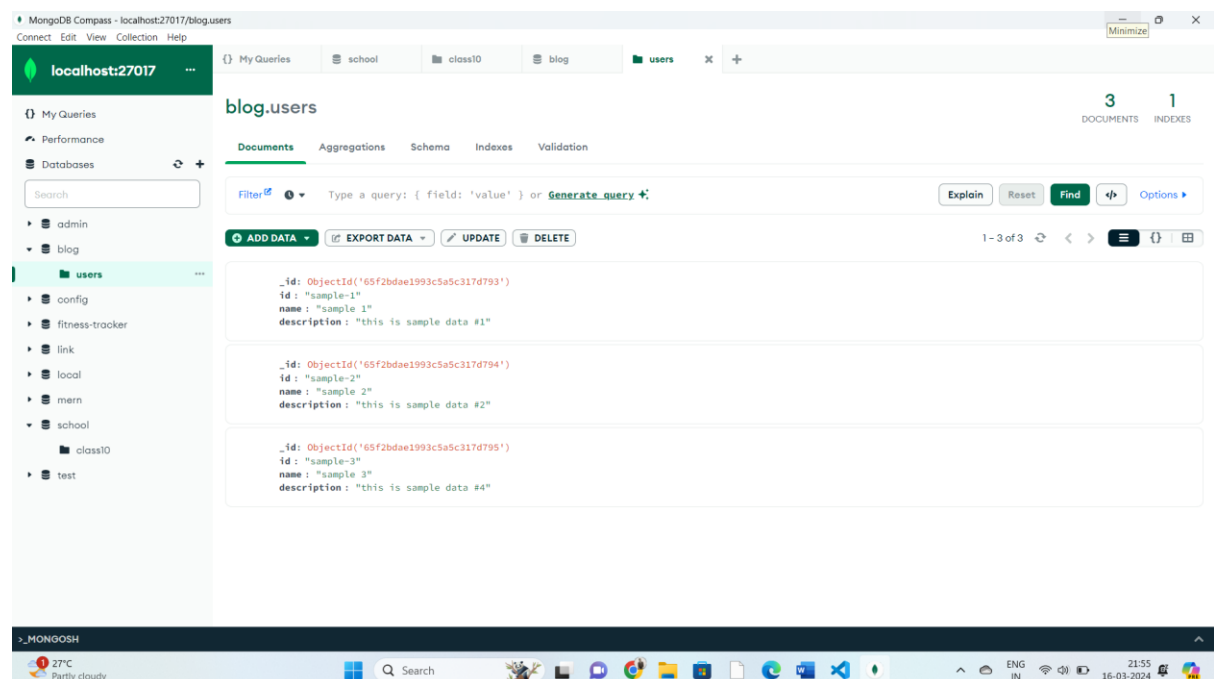 MongoDB Compass - localhost:27017/blog.users
Connect Edit View Collection Help
Minimize
localhost:27017 ...
{} My Queries school class10 blog users × +
{} My Queries
Performance
Databases
Search
admin
blog
users ...
config
fitness-tracker
link
local
mern
school
class10
test
blog.users
3 DOCUMENTS 1 INDEXES
Documents Aggregations Schema Indexes Validation
Filter Type a query: { field: 'value' } or Generate query Explain Reset Find </> Options
ADD DATA EXPORT DATA UPDATE DELETE 1 – 3 of 3 {}
_id: ObjectId('65f2bdae1993c5a5c317d793')
id : "sample-1"
name : "sample 1"
description : "this is sample data #1"
_id: ObjectId('65f2bdae1993c5a5c317d794')
id : "sample-2"
name : "sample 2"
description : "this is sample data #2"
_id: ObjectId('65f2bdae1993c5a5c317d795')
id : "sample-3"
name : "sample 3"
description : "this is sample data #4"
>_MONGOSH
1 27°C
Partly cloudy
Search
ENG
IN
21:55
16-03-2024